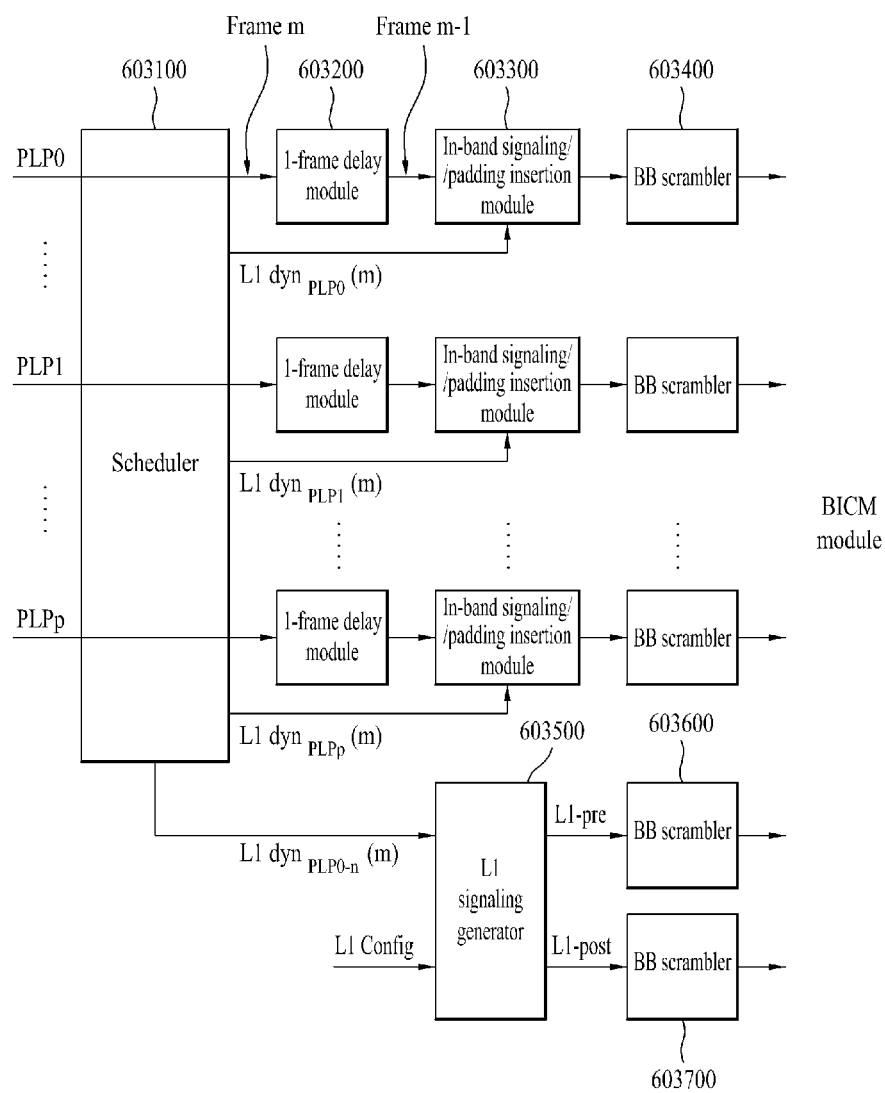 Frame m
Frame m-1
603100
603200
603300
603400
PLP0
1-frame delay
module
In-band signaling/
/padding insertion
module
BB scrambler
L1 dyn PLP0 (m)
PLP1
1-frame delay
module
In-band signaling/
/padding insertion
module
BB scrambler
Scheduler
L1 dyn PLP1 (m)
BICM
module
PLPp
1-frame delay
module
In-band signaling/
/padding insertion
module
BB scrambler
L1 dyn PLPp (m)
603500
603600
L1 dyn PLP0-n (m)
L1 Config
L1
signaling
generator
L1-pre
BB scrambler
L1-post
BB scrambler
603700